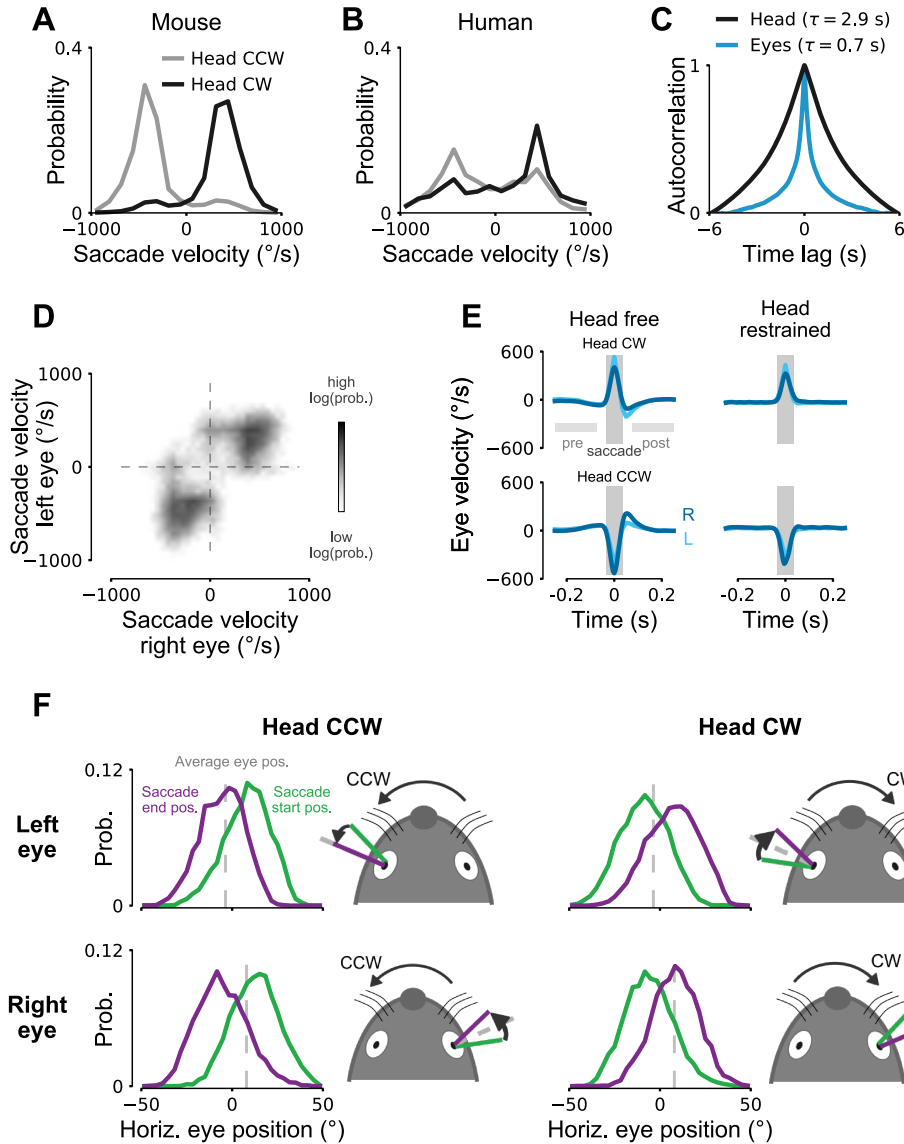 A
Mouse
0.4
Probability
0
Head CCW
Head CW
−1000
0
1000
Saccade velocity (°/s)
B
Human
0.4
Probability
0
−1000
0
1000
Saccade velocity (°/s)
C
Head (τ = 2.9 s)
Eyes (τ = 0.7 s)
1
Autocorrelation
0
−6
0
6
Time lag (s)
D
Saccade velocity
left eye (°/s)
1000
0
−1000
high
log(prob.)
low
log(prob.)
−1000
0
1000
Saccade velocity
right eye (°/s)
E
Head free
Head
restrained
Head CW
Eye velocity (°/s)
600
0
−600
pre
saccade
post
Head CCW
600
0
−600
R
L
-0.2
0
0.2
-0.2
0
0.2
Time (s)
Time (s)
F
Head CCW
Head CW
Left
eye
0.12
Prob.
0
Average eye pos.
Saccade
end pos.
Saccade
start pos.
−50
0
50
CCW
−50
0
50
CW
Right
eye
0.12
Prob.
0
CCW
CW
−50
0
50
Horiz. eye position (°)
−50
0
50
Horiz. eye position (°)